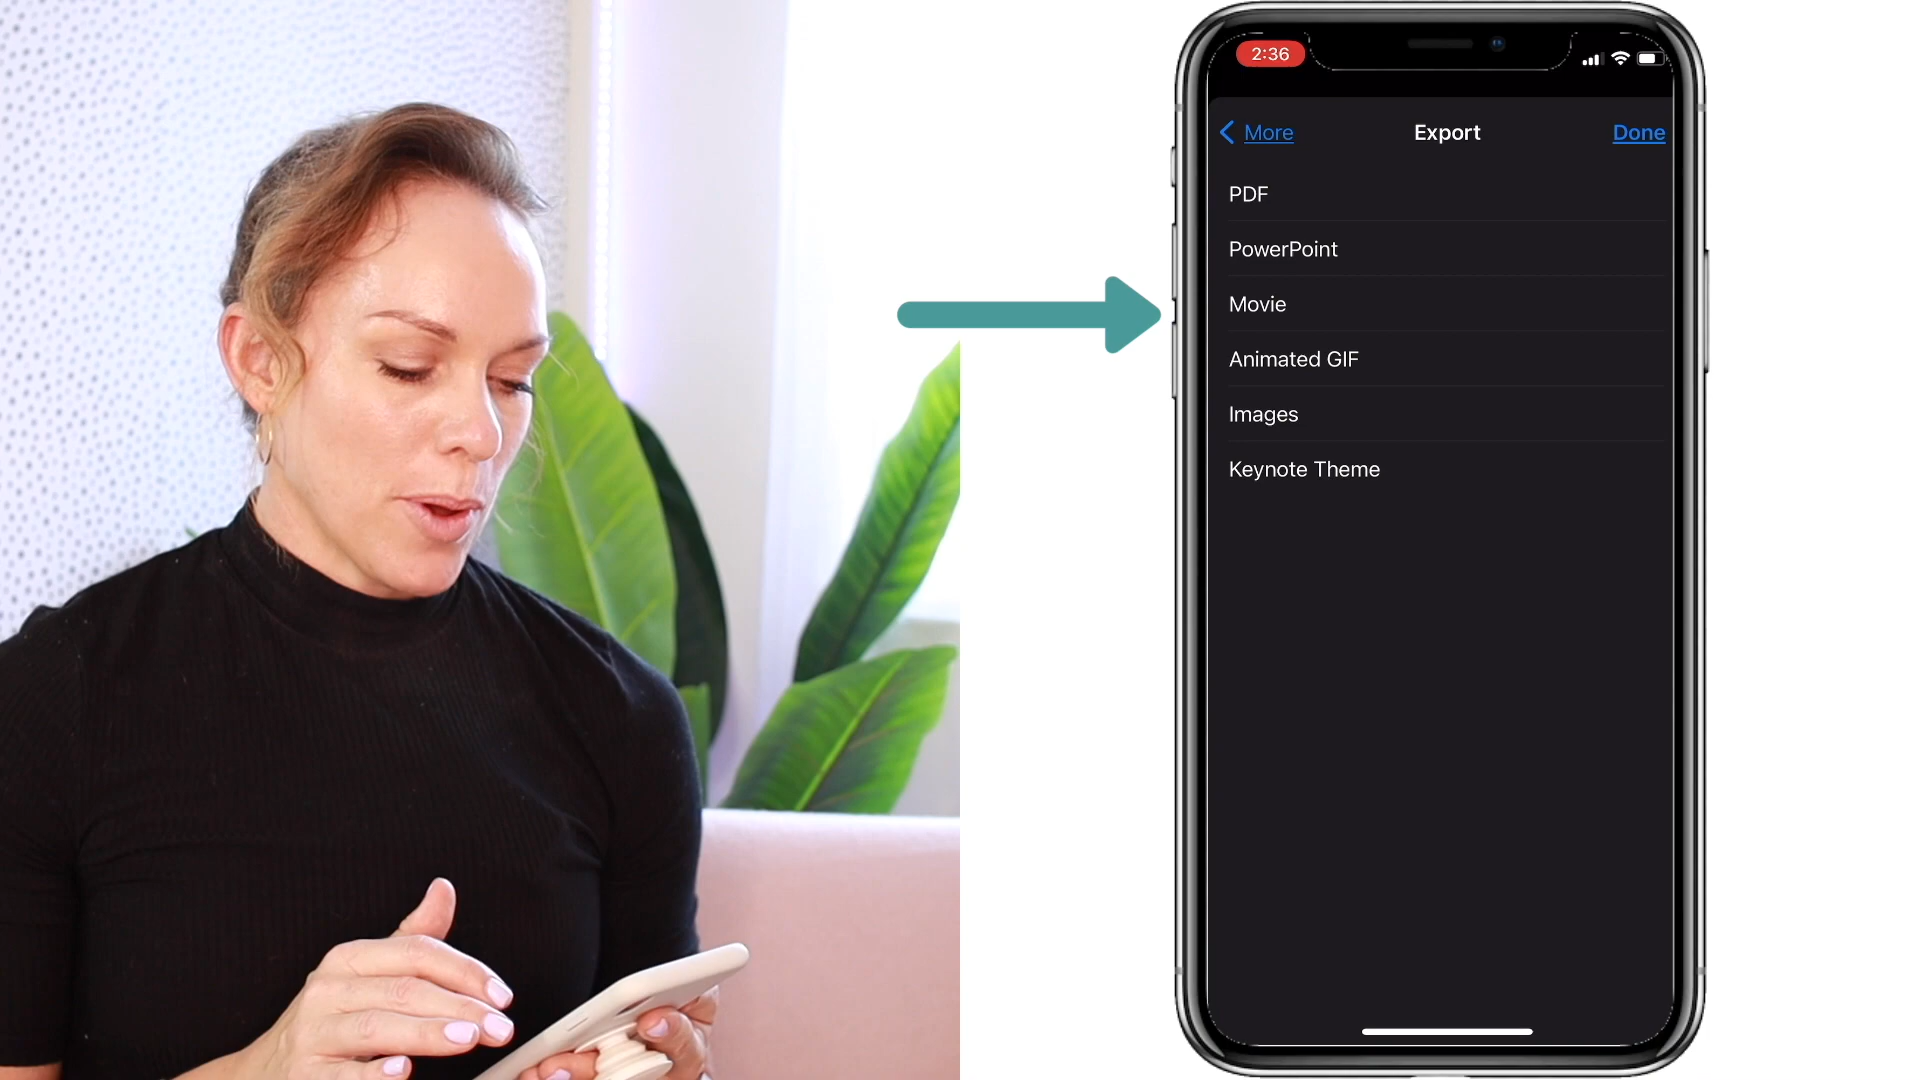 2:36
More
Export
Done
PDF
PowerPoint
Movie
Animated GIF
Images
Keynote Theme